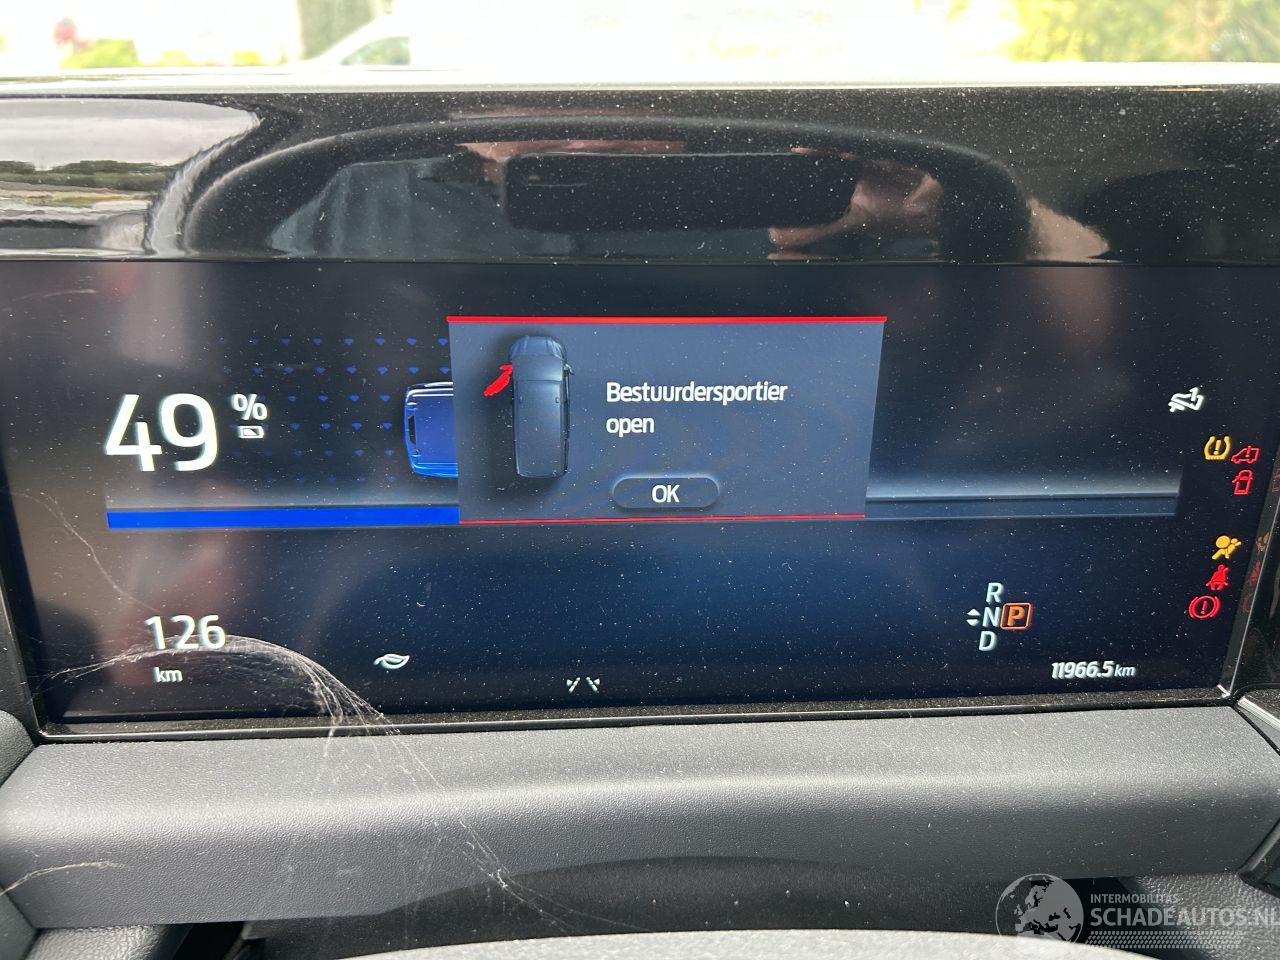 Bestuurdersportier
open
49 %
OK
R
N P
D
126
km
11966.5 km
INTERMOBILITAS
SCHADEAUTOS.NL